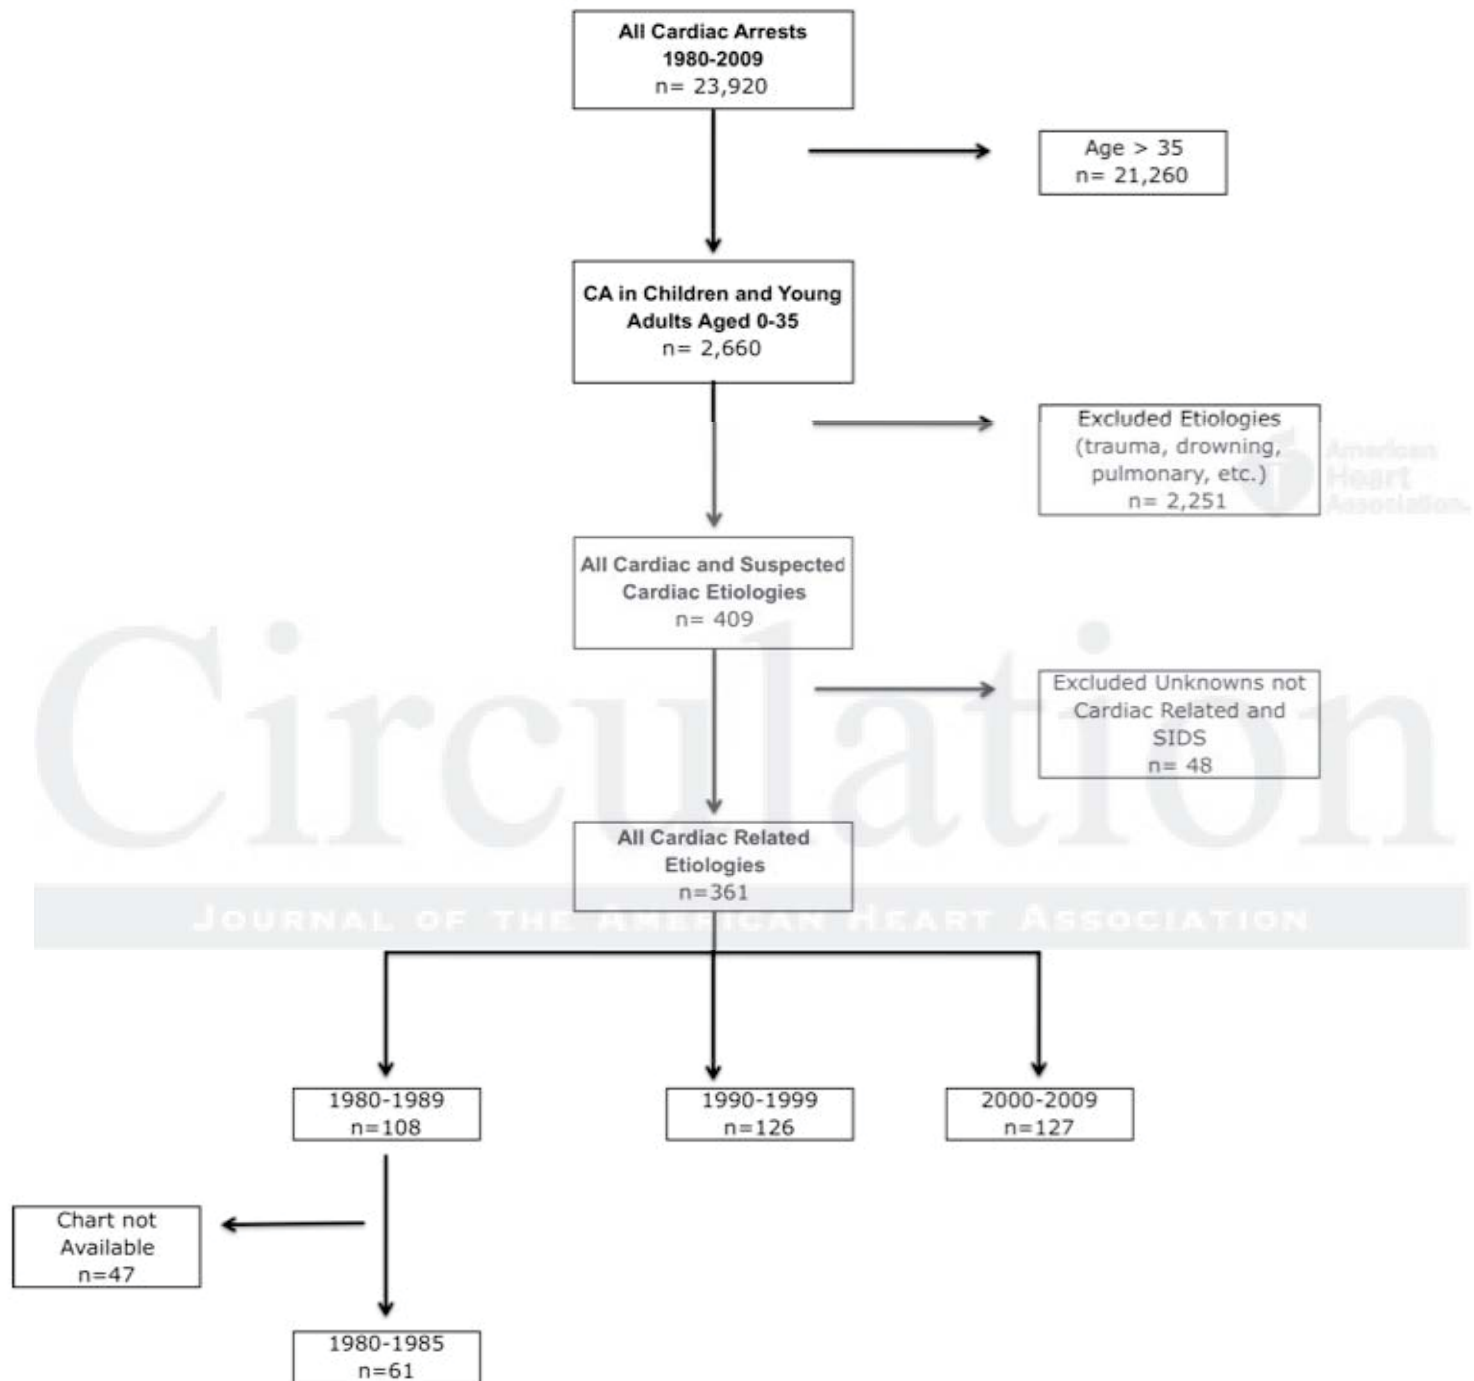 All Cardiac Arrests
1980-2009
n= 23,920
Age > 35
n= 21,260
CA in Children and Young
Adults Aged 0-35
n= 2,660
Excluded Etiologies
(trauma, drowning,
pulmonary, etc.)
n= 2,251
American
Heart
Association®
All Cardiac and Suspected
Cardiac Etiologies
n= 409
Circulation
Excluded Unknowns not
Cardiac Related and
SIDS
n= 48
All Cardiac Related
Etiologies
n=361
JOURNAL OF THE AMERICAN HEART ASSOCIATION
1980-1989
n=108
1990-1999
n=126
2000-2009
n=127
Chart not
Available
n=47
1980-1985
n=61